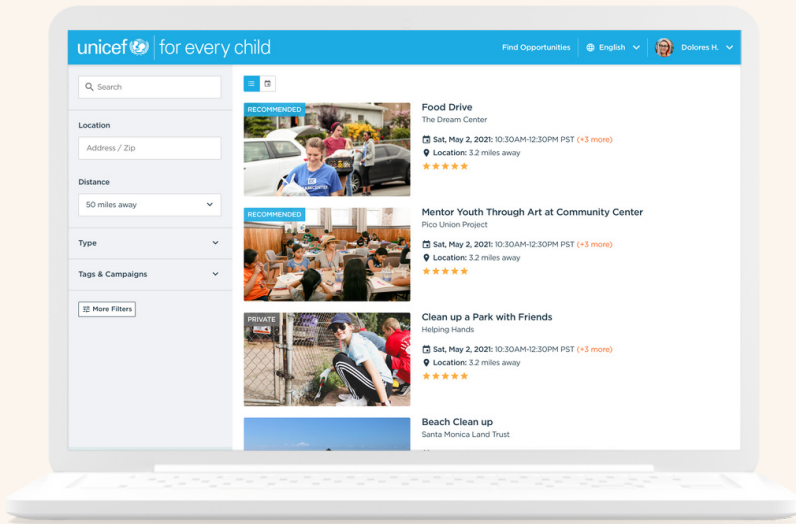 unicef for every child
Find Opportunities
English
Dolores H.
Search
Location
Address / Zip
Distance
50 miles away
Type
Tags & Campaigns
More Filters
RECOMMENDED
Food Drive
The Dream Center
Sat, May 2, 2021: 10:30AM-12:30PM PST (+3 more)
Location: 3.2 miles away
RECOMMENDED
Mentor Youth Through Art at Community Center
Pico Union Project
Sat, May 2, 2021: 10:30AM-12:30PM PST (+3 more)
Location: 3.2 miles away
PRIVATE
Clean up a Park with Friends
Helping Hands
Sat, May 2, 2021: 10:30AM-12:30PM PST (+3 more)
Location: 3.2 miles away
Beach Clean up
Santa Monica Land Trust